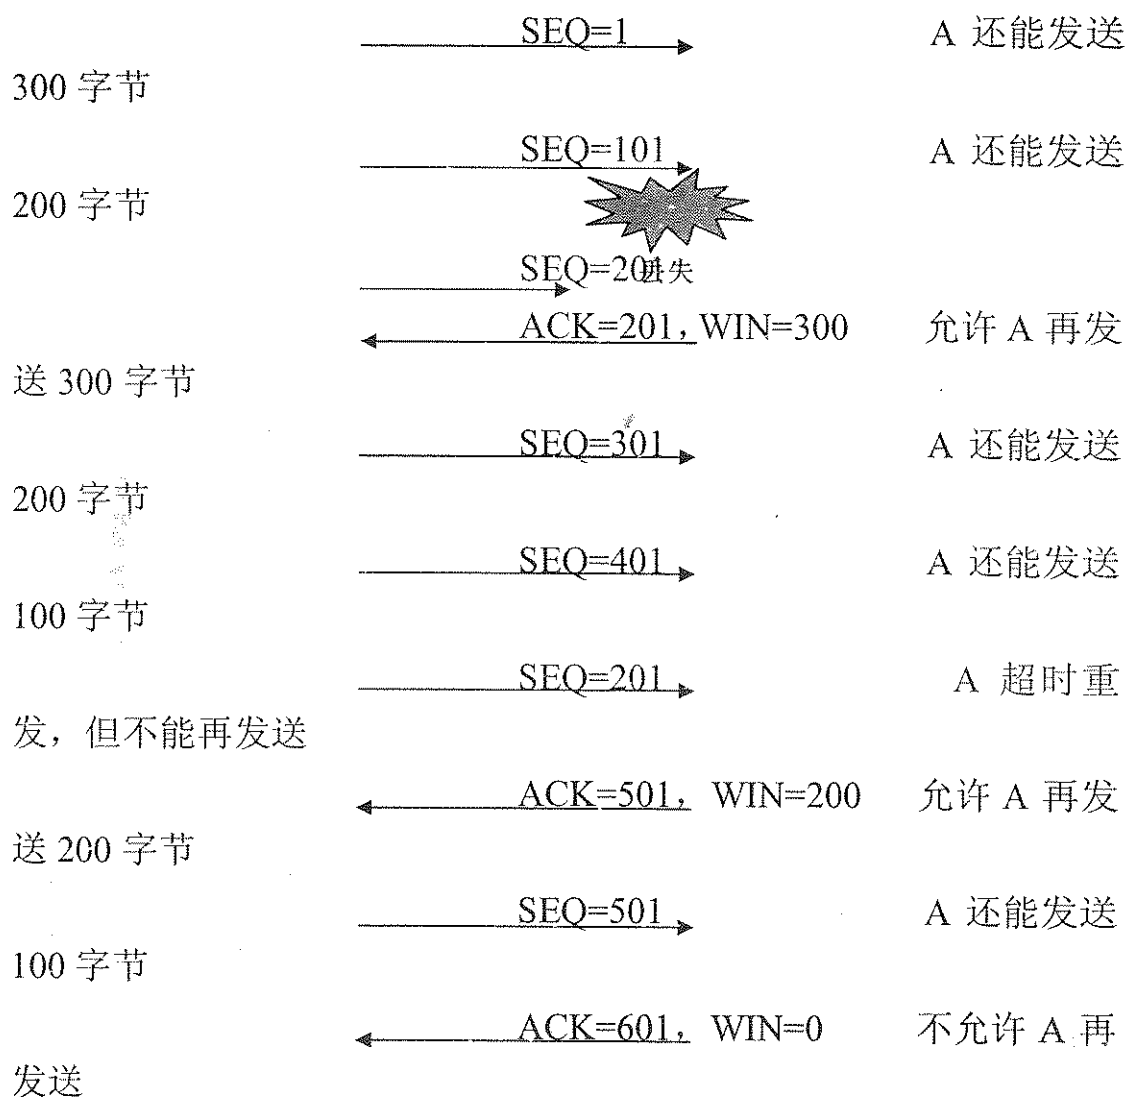 SEQ=1 A 还能发送
300 字节
SEQ=101 A 还能发送
200 字节
SEQ=201 丢失
ACK=201，WIN=300 允许 A 再发
送 300 字节
SEQ=301 A 还能发送
200 字节
SEQ=401 A 还能发送
100 字节
SEQ=201 A 超时重
发，但不能再发送
ACK=501，WIN=200 允许 A 再发
送 200 字节
SEQ=501 A 还能发送
100 字节
ACK=601，WIN=0 不允许 A 再
发送